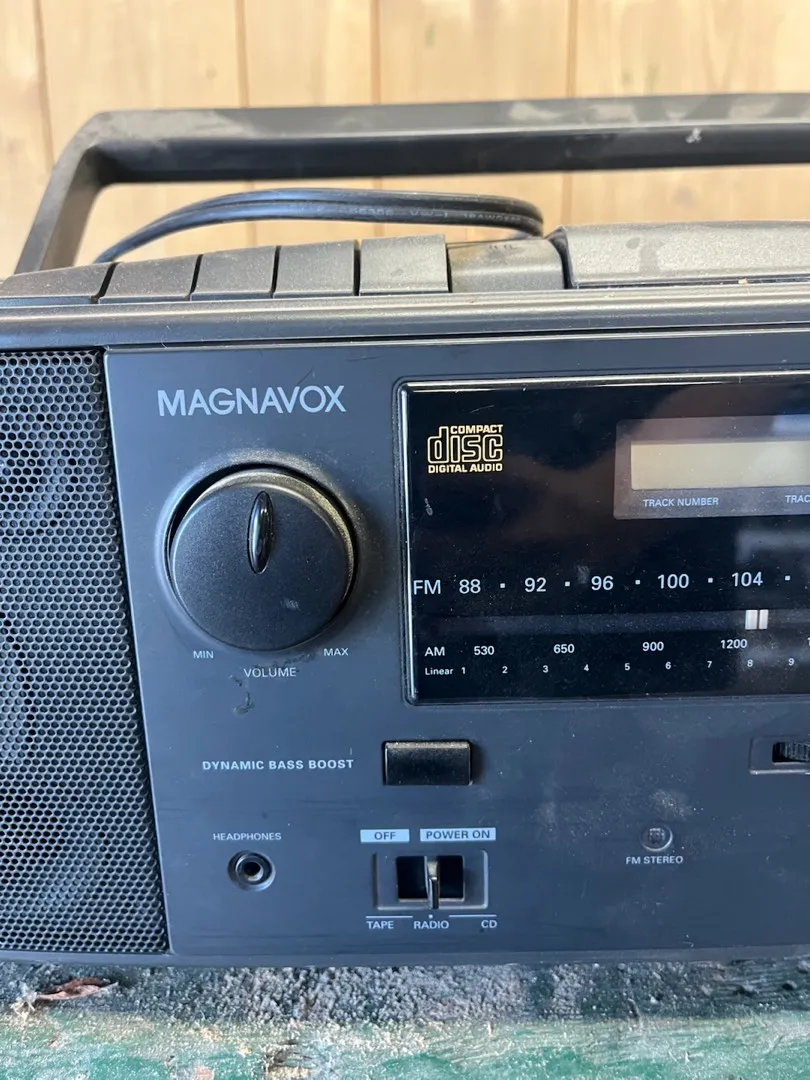 MAGNAVOX
COMPACT
disc
DIGITAL AUDIO
TRACK NUMBER
TRAC
FM 88 · 92 · 96 · 100 · 104 ·
AM 530 650 900 1200
Linear 1 2 3 4 5 6 7 8 9
MIN
MAX
VOLUME
DYNAMIC BASS BOOST
HEADPHONES
OFF
POWER ON
TAPE
RADIO
CD
FM STEREO